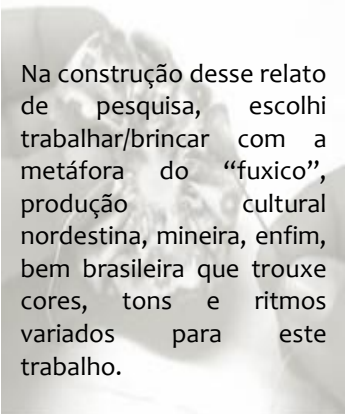 Na construção desse relato
de pesquisa, escolhi
trabalhar/brincar com a
metáfora do “fuxico”,
produção cultural
nordestina, mineira, enfim,
bem brasileira que trouxe
cores, tons e ritmos
variados para este
trabalho.